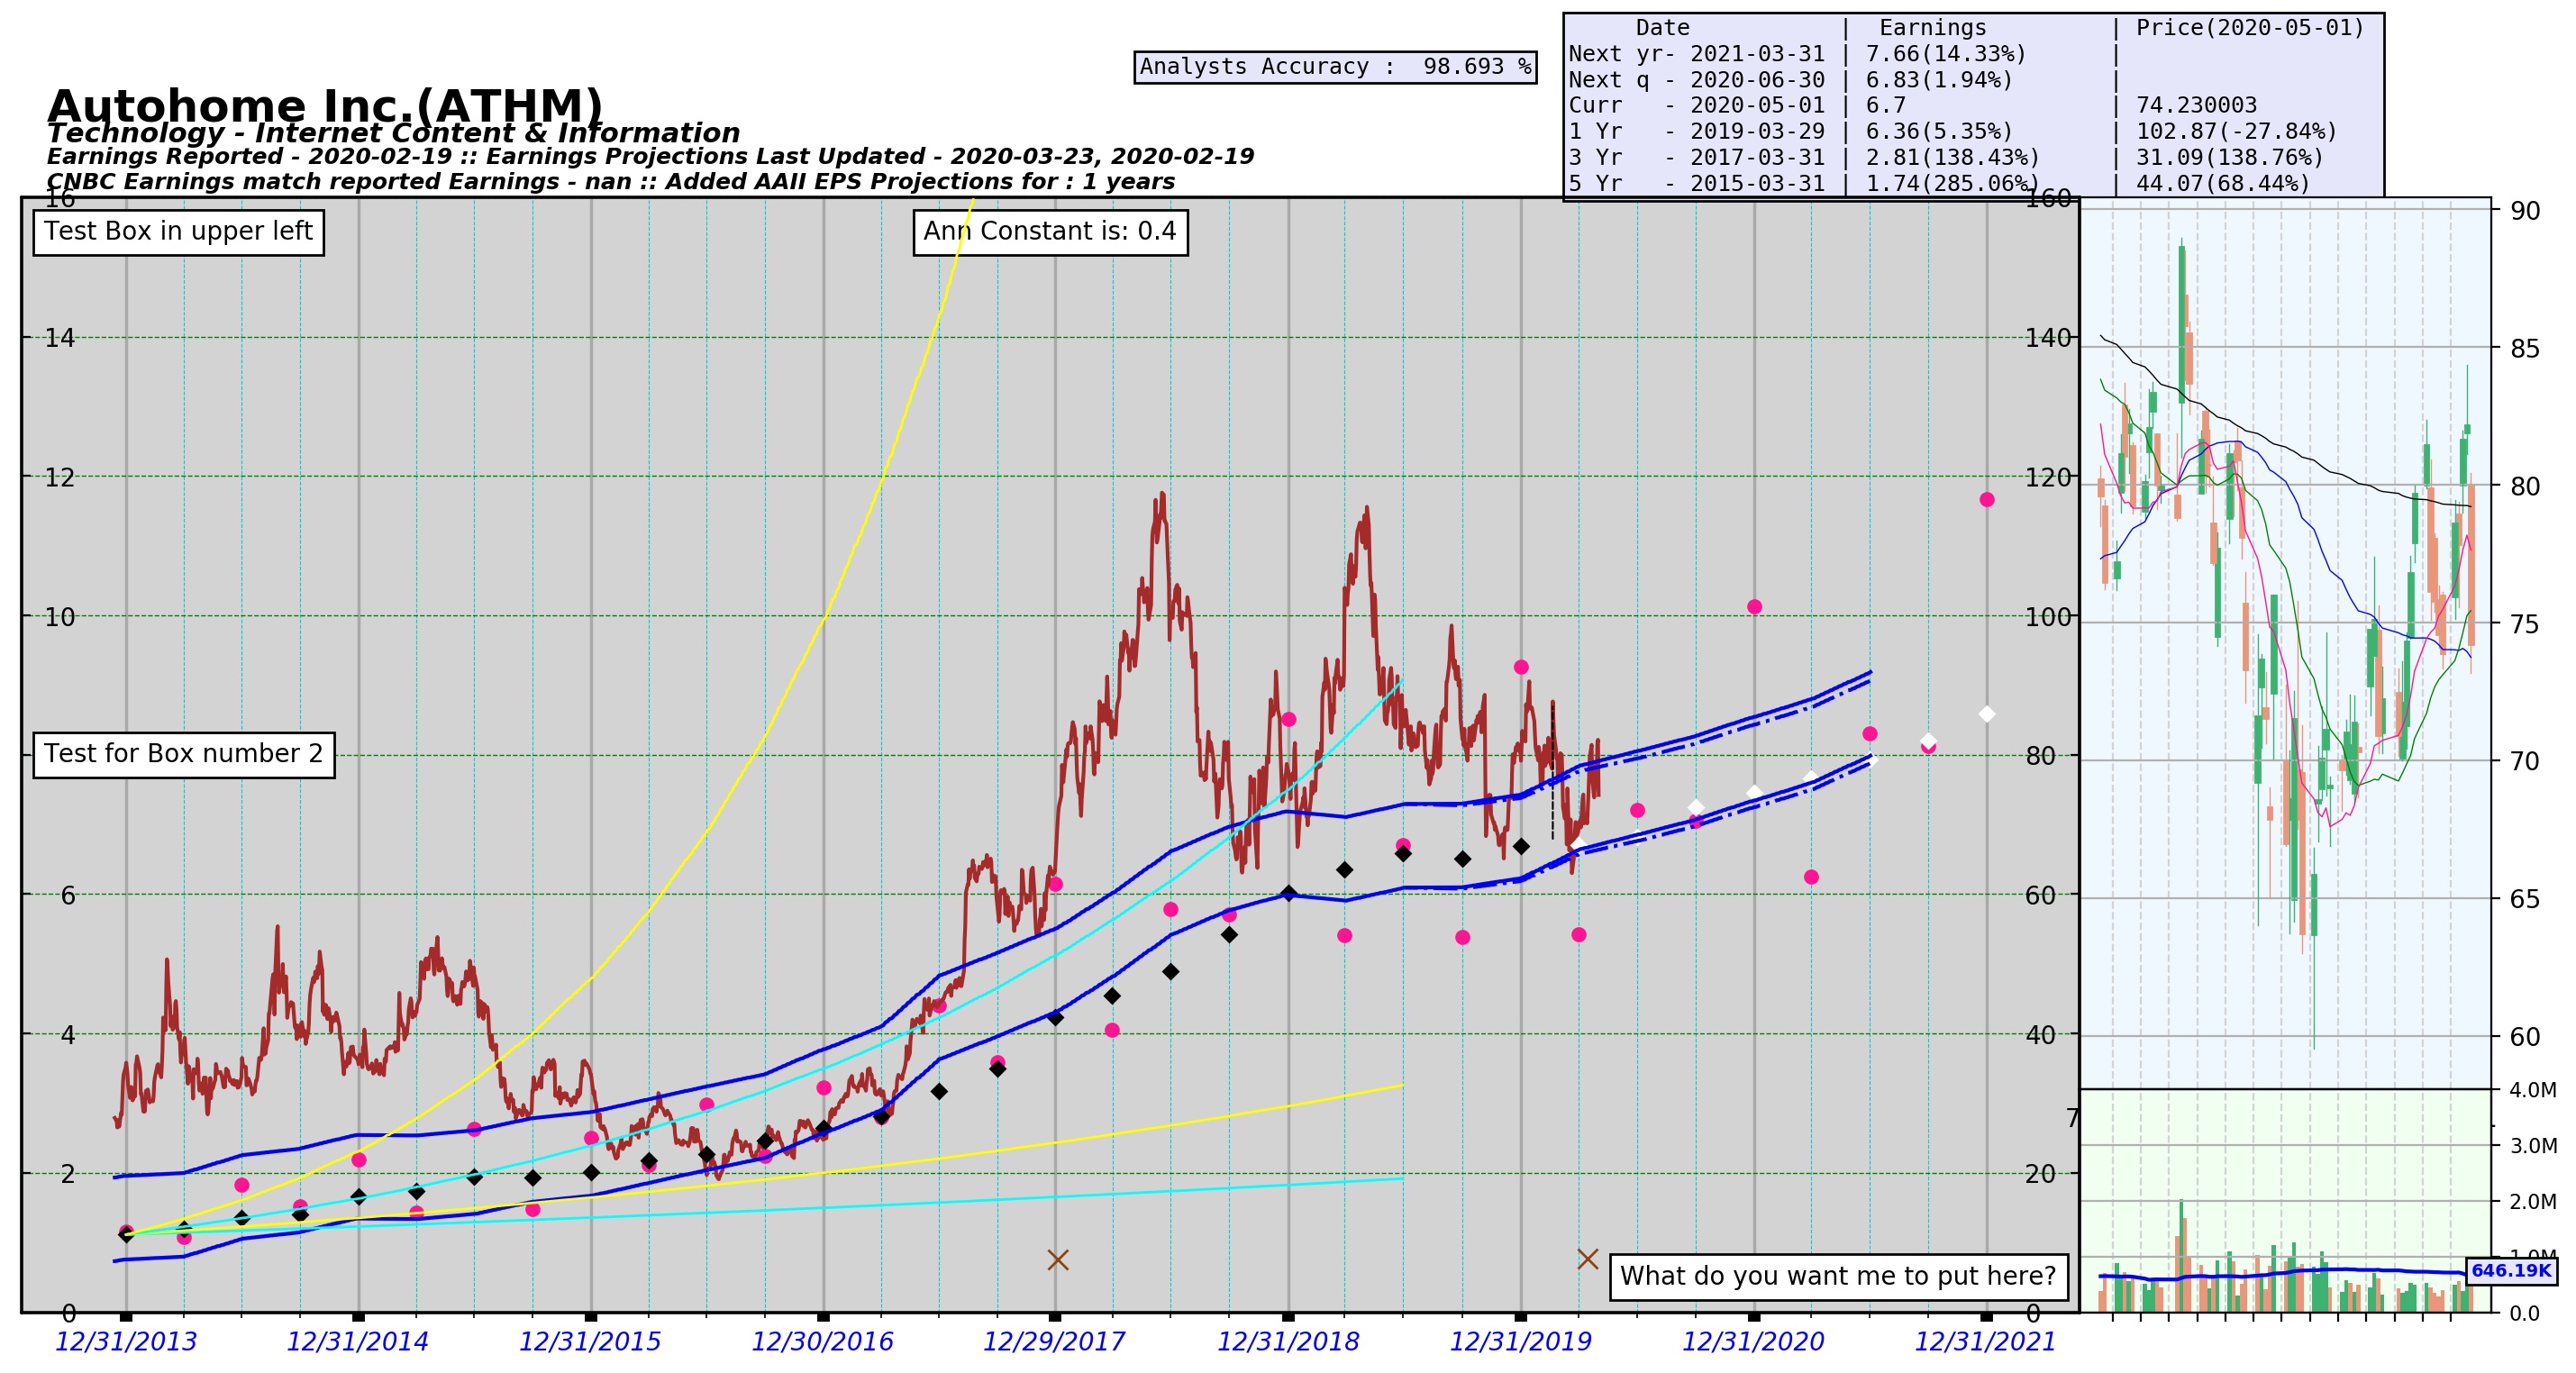 Date | Earnings | Price(2020-05-01)
Next yr- 2021-03-31 | 7.66(14.33%) |
Next q - 2020-06-30 | 6.83(1.94%) |
Curr - 2020-05-01 | 6.7 | 74.230003
1 Yr - 2019-03-29 | 6.36(5.35%) | 102.87(-27.84%)
3 Yr - 2017-03-31 | 2.81(138.43%) | 31.09(138.76%)
5 Yr - 2015-03-31 | 1.74(285.06%) | 44.07(68.44%)
Analysts Accuracy : 98.693 %
Autohome Inc.(ATHM)
Technology - Internet Content & Information
Earnings Reported - 2020-02-19 :: Earnings Projections Last Updated - 2020-03-23, 2020-02-19
CNBC Earnings match reported Earnings - nan :: Added AAII EPS Projections for : 1 years
Test Box in upper left
Ann Constant is: 0.4
Test for Box number 2
What do you want me to put here?
16
14
12
10
8
6
4
2
0
160
140
120
100
80
60
40
20
0
7
90
85
80
75
70
65
60
4.0M
3.0M
2.0M
1.0M
0.0
646.19K
12/31/2013
12/31/2014
12/31/2015
12/30/2016
12/29/2017
12/31/2018
12/31/2019
12/31/2020
12/31/2021